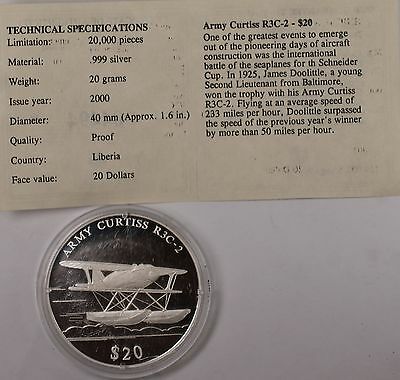 TECHNICAL SPECIFICATIONS
Limitation: 20,000 pieces
Material: .999 silver
Weight: 20 grams
Issue year: 2000
Diameter: 40 mm (Approx. 1.6 in.)
Quality: Proof
Country: Liberia
Face value: 20 Dollars
Army Curtiss R3C-2 - $20
One of the greatest events to emerge
out of the pioneering days of aircraft
construction was the international
battle of the seaplanes for th Schneider
Cup. In 1925, James Doolittle, a young
Second Lieutenant from Baltimore,
won the trophy with his Army Curtiss
R3C-2. Flying at an average speed of
233 miles per hour, Doolittle surpassed
the speed of the previous year's winner
by more than 50 miles per hour.
ARMY CURTISS R3C-2
$20